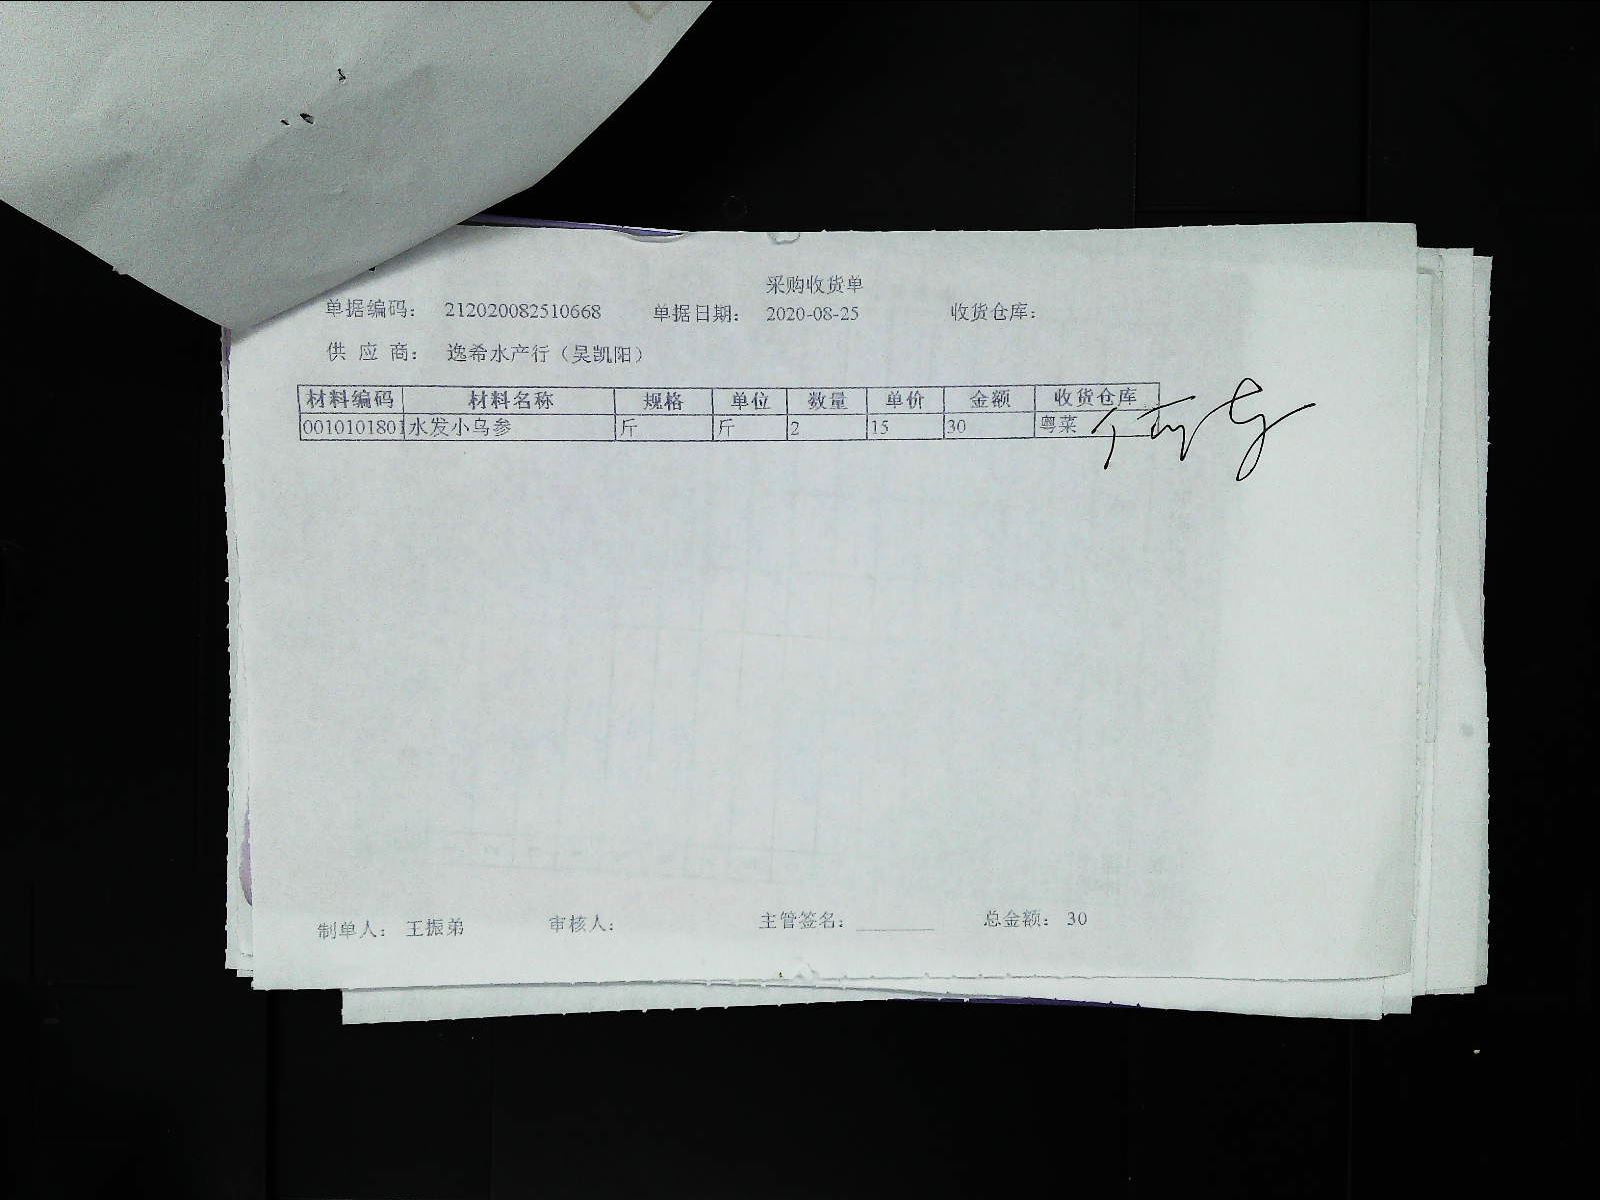 采购收货单
单据编码： 212020082510668 单据日期： 2020-08-25 收货仓库：
供 应 商： 逸希水产行（吴凯阳）
材料编码 材料名称 规格 单位 数量 单价 金额 收货仓库
0010101801 水发小乌参 斤 斤 2 15 30 粤菜
制单人： 王振弟 审核人： 主管签名： 总金额： 30